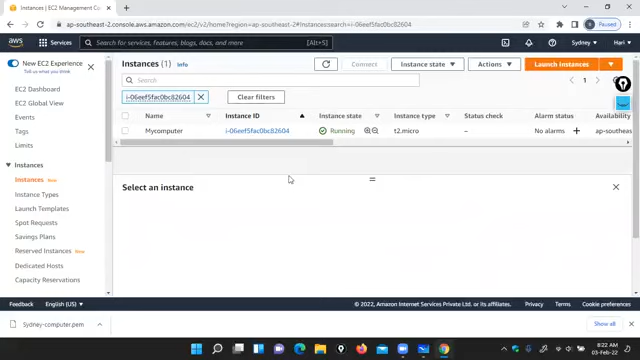 Instances | EC2 Management Co
ap-southeast-2.console.aws.amazon.com/ec2/v2/home?region=ap-southeast-2#Instances:search=i-06eef5fac0bc82604
Paused
aws
Services
Search for services, features, blogs, docs, and more
[Alt+S]
Sydney
Hari
New EC2 Experience
Tell us what you think
EC2 Dashboard
EC2 Global View
Events
Tags
Limits
Instances
Instances New
Instance Types
Launch Templates
Spot Requests
Savings Plans
Reserved Instances New
Dedicated Hosts
Capacity Reservations
Instances (1) Info
Connect
Instance state
Actions
Launch Instances
Search
1
i-06eef5fac0bc82604
Clear filters
Name Instance ID Instance state Instance type Status check Alarm status Availability
Mycomputer i-06eef5fac0bc82604 Running t2.micro – No alarms + ap-southeas
Select an instance
Feedback English (US)
© 2022, Amazon Internet Services Private Ltd. or its affiliates. Privacy Terms Cookie preferences
Sydney-computer.pem
Show all
8:22 AM
03-Feb-22